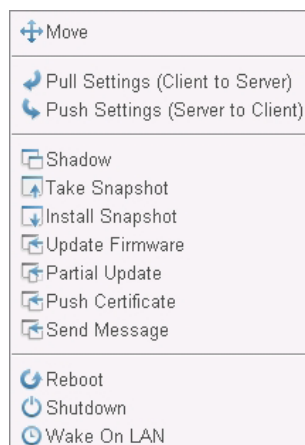 Move
Pull Settings (Client to Server)
Push Settings (Server to Client)
Shadow
Take Snapshot
Install Snapshot
Update Firmware
Partial Update
Push Certificate
Send Message
Reboot
Shutdown
Wake On LAN